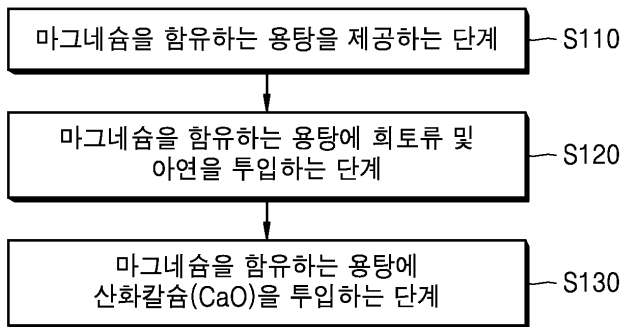 마그네슘을 함유하는 용탕을 제공하는 단계
S110
마그네슘을 함유하는 용탕에 희토류 및
아연을 투입하는 단계
S120
마그네슘을 함유하는 용탕에
산화칼슘(CaO)을 투입하는 단계
S130